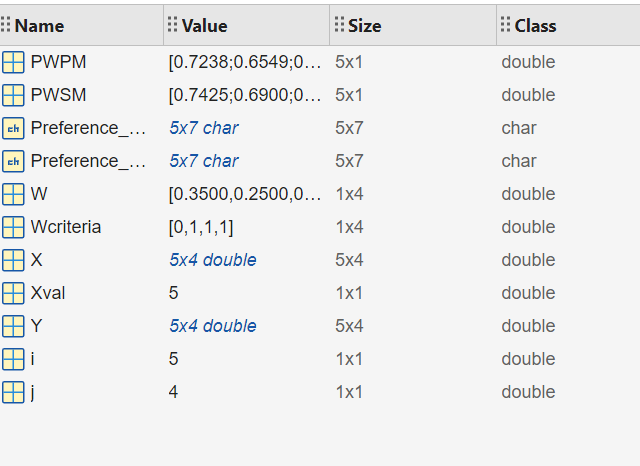 Name Value Size Class
PWPM [0.7238;0.6549;0... 5x1 double
PWSM [0.7425;0.6900;0... 5x1 double
ch Preference_... 5x7 char 5x7 char
ch Preference_... 5x7 char 5x7 char
W [0.3500,0.2500,0... 1x4 double
Wcriteria [0,1,1,1] 1x4 double
X 5x4 double 5x4 double
Xval 5 1x1 double
Y 5x4 double 5x4 double
i 5 1x1 double
j 4 1x1 double